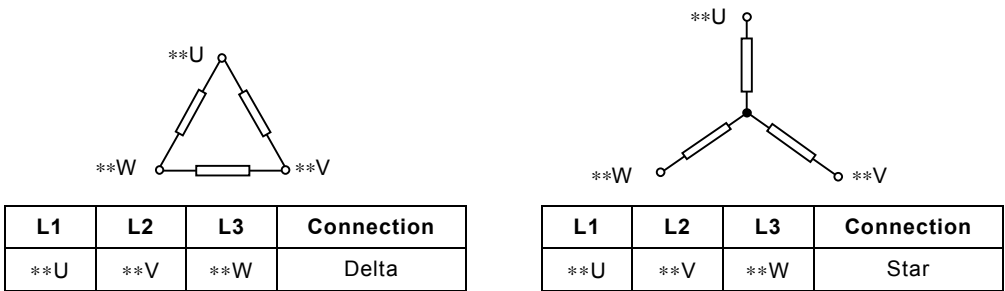 **U
**W
**V
L1 L2 L3 Connection
**U **V **W Delta
**U
**W
**V
L1 L2 L3 Connection
**U **V **W Star